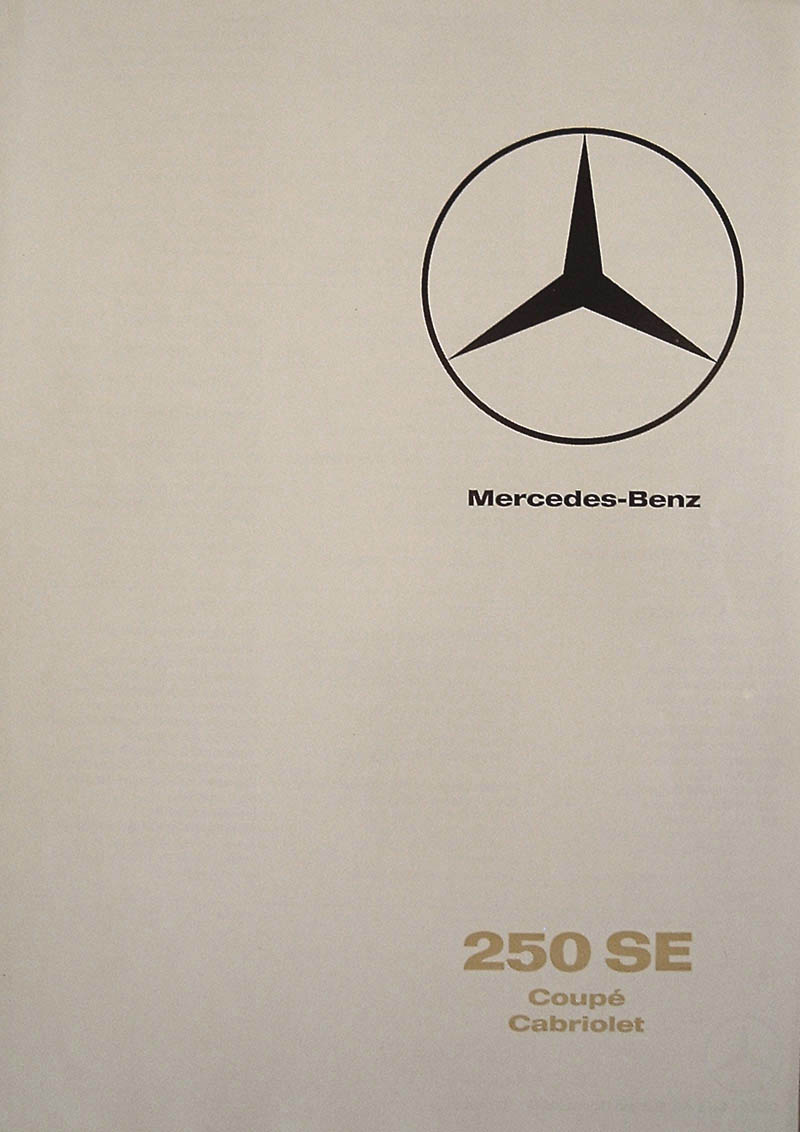 Mercedes-Benz
250 SE
Coupé
Cabriolet